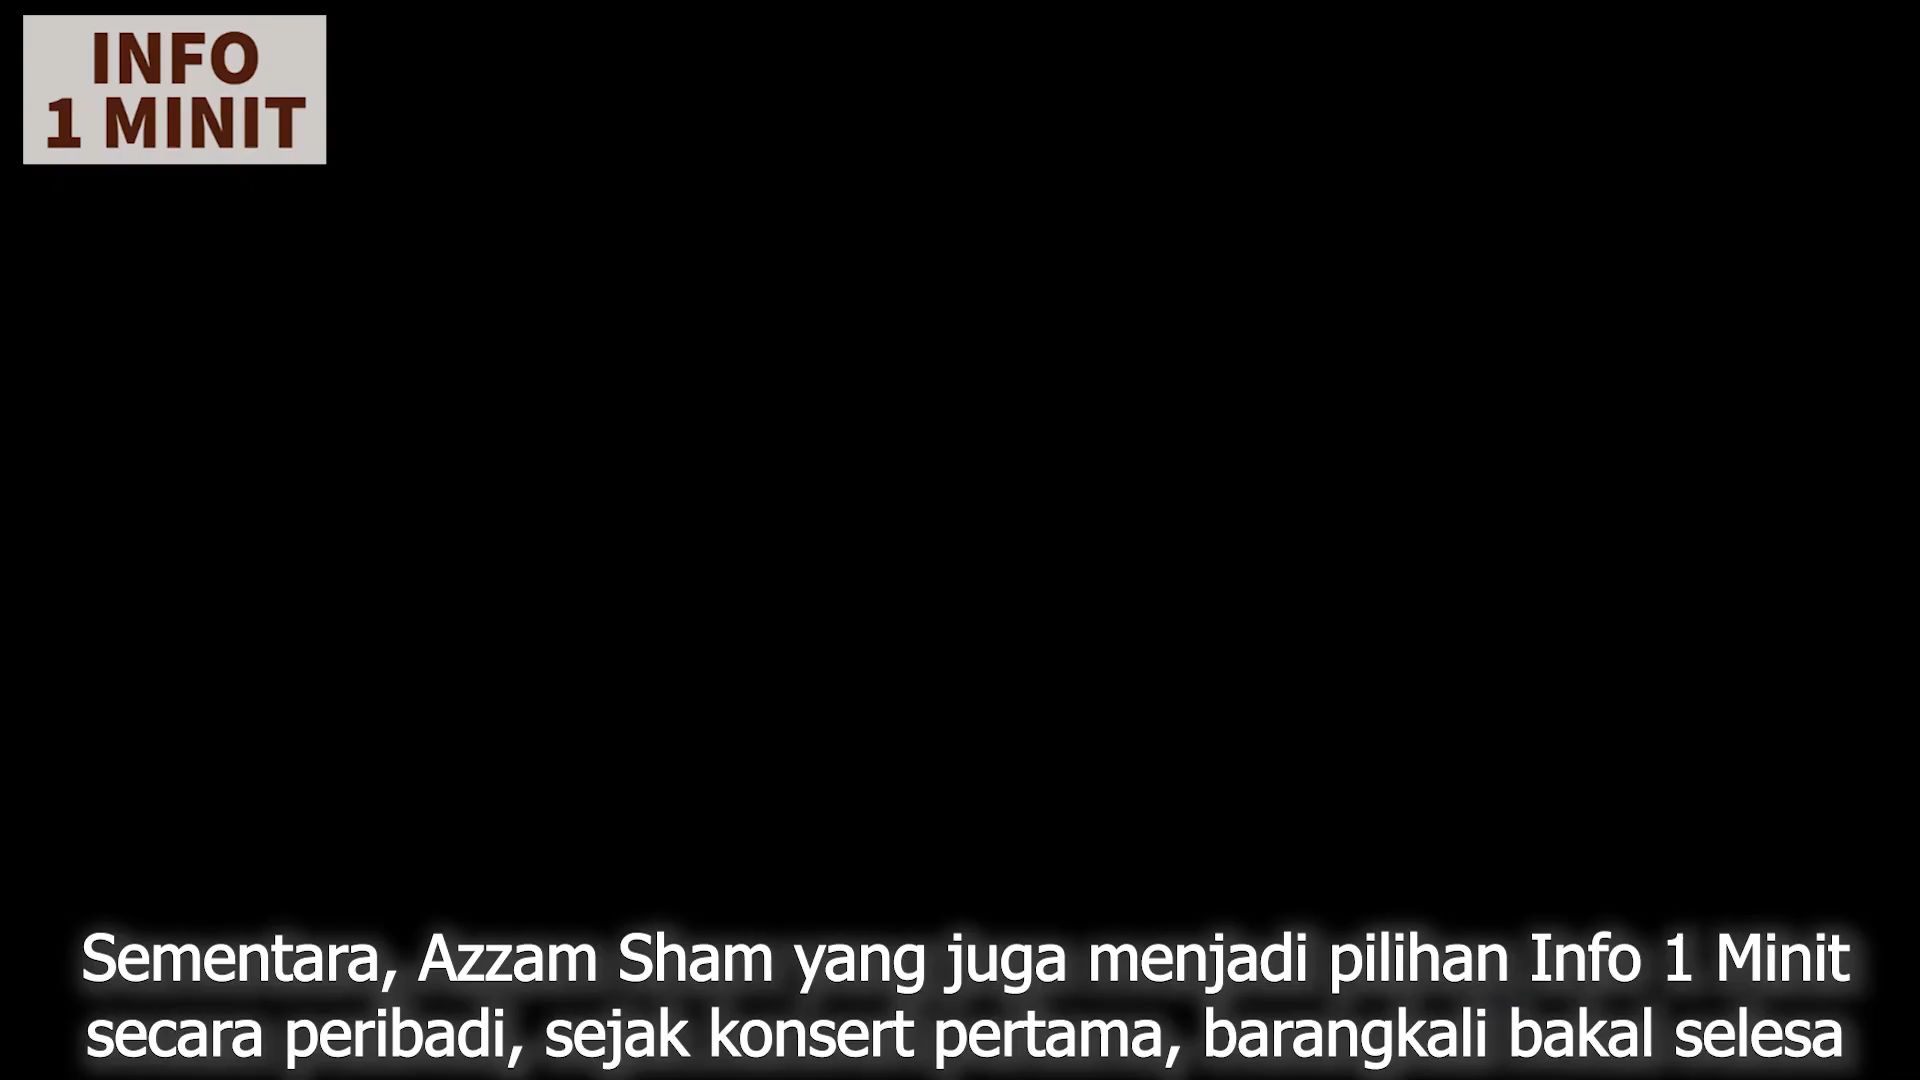 INFO
1 MINIT
Sementara, Azzam Sham yang juga menjadi pilihan Info 1 Minit
secara peribadi, sejak konsert pertama, barangkali bakal selesa